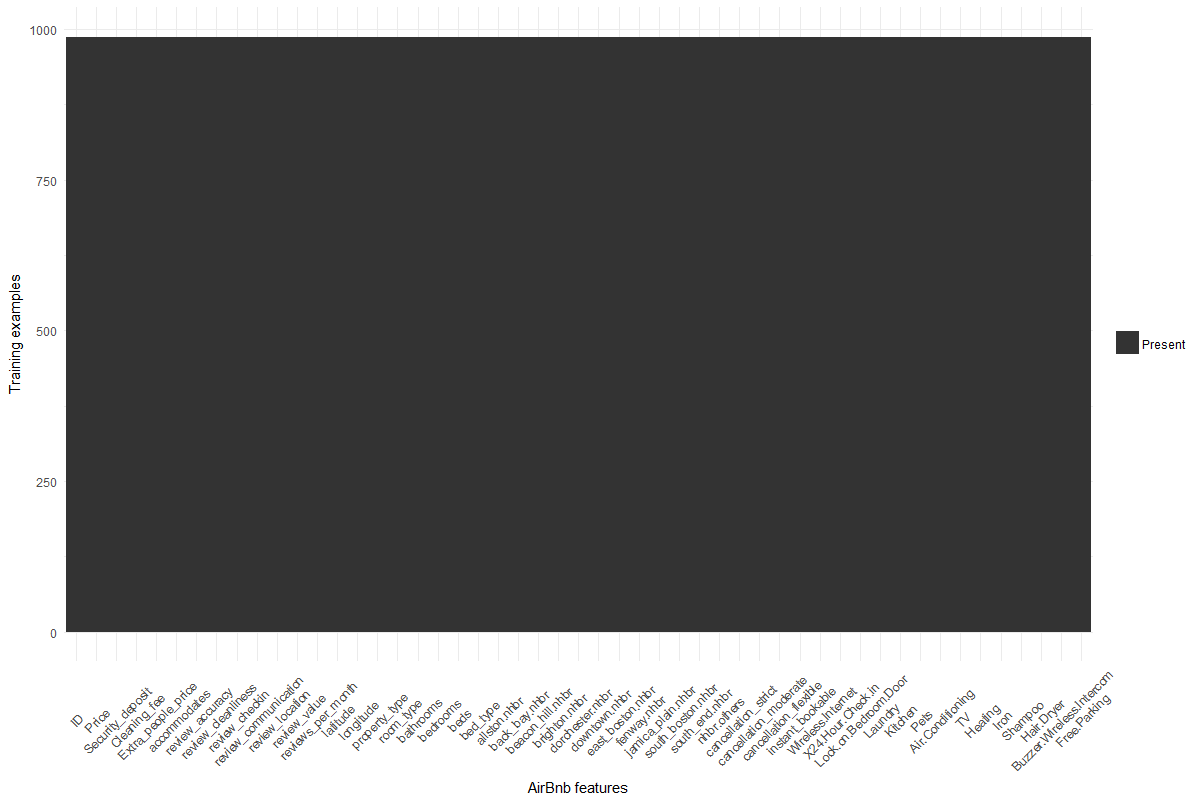 1000
750
500
250
0
Training examples
Present
ID
Price
Security_deposit
Cleaning_fee
Extra_people_price
accommodates
review_accuracy
review_cleanliness
review_checkin
review_communication
review_location
review_value
reviews_per_month
latitude
longitude
property_type
room_type
bathrooms
bedrooms
beds
bed_type
allston.nhbr
back_bay.nhbr
beacon_hill.nhbr
brighton.nhbr
dorchester.nhbr
downtown.nhbr
east_boston.nhbr
fenway.nhbr
jamica_plain.nhbr
south_boston.nhbr
south_end.nhbr
nhbr.others
cancellation_strict
cancellation_moderate
cancellation_flexible
instant_bookable
Wireless.Internet
X24.Hour.Check.in
Lock.on.Bedroom.Door
Laundry
Kitchen
Pets
Air.Conditioning
TV
Heating
Iron
Shampoo
Hair.Dryer
Buzzer.Wireless.Intercom
Free.Parking
AirBnb features